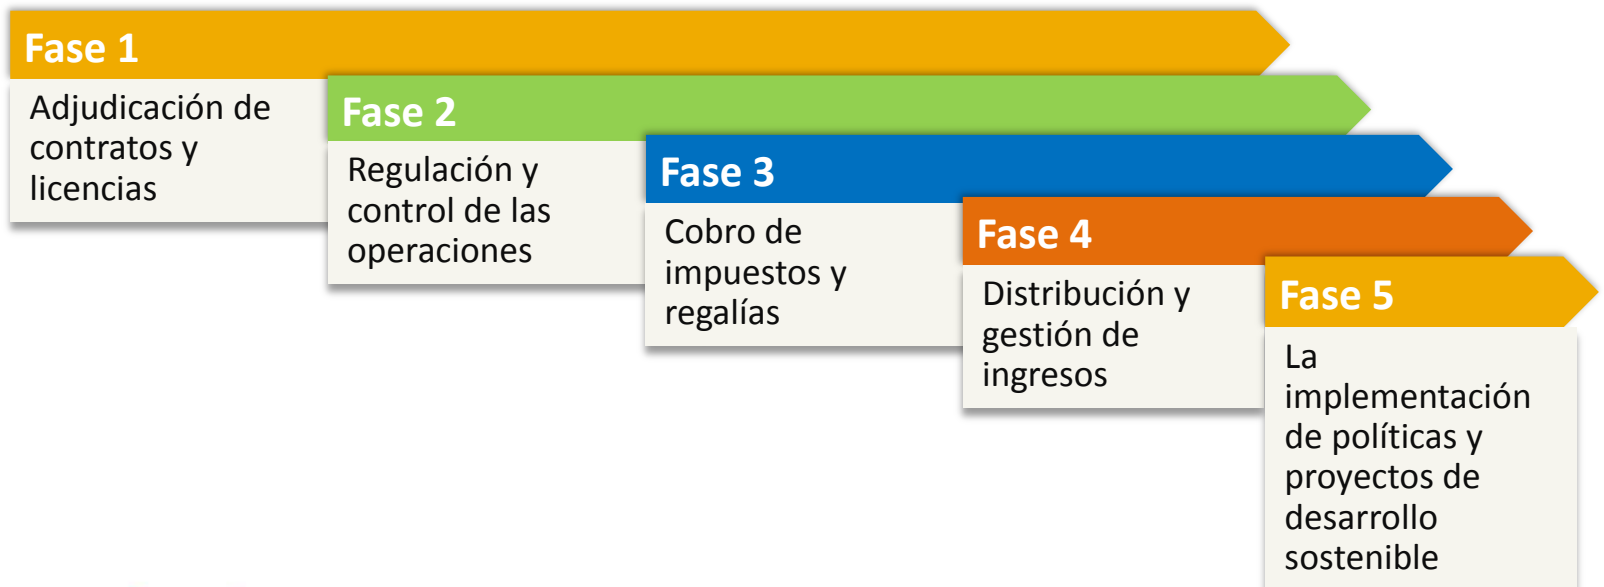 Fase 1
Adjudicación de
contratos y
licencias
Fase 2
Regulación y
control de las
operaciones
Fase 3
Cobro de
impuestos y
regalías
Fase 4
Distribución y
gestión de
ingresos
Fase 5
La
implementación
de políticas y
proyectos de
desarrollo
sostenible